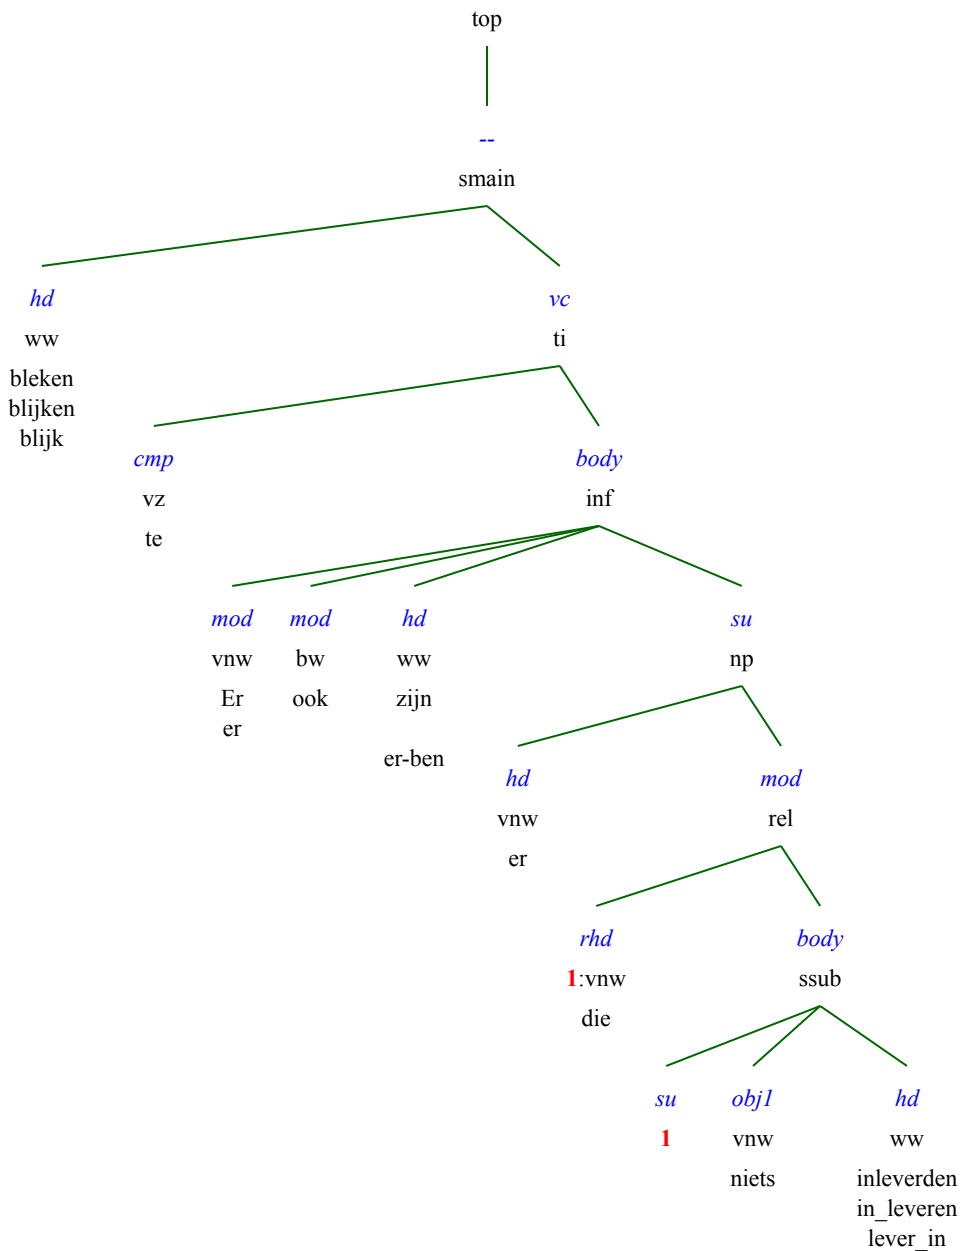 top
--
smain
hd vc
ww ti
bleken
blijken
blijk
cmp body
vz inf
te
mod mod hd su
vnw bw ww np
Er ook zijn
er
er-ben
hd mod
vnw rel
er
rhd body
1:vnw ssub
die
su obj1 hd
1 vnw ww
niets inleverden
in_leveren
lever_in